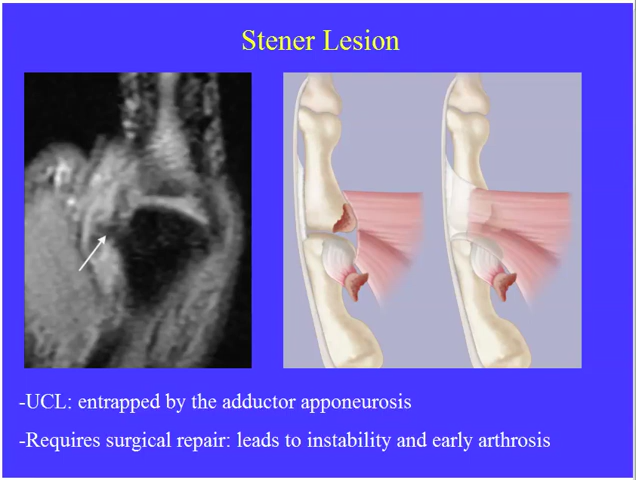 Stener Lesion
-UCL: entrapped by the adductor apponeurosis
-Requires surgical repair: leads to instability and early arthrosis